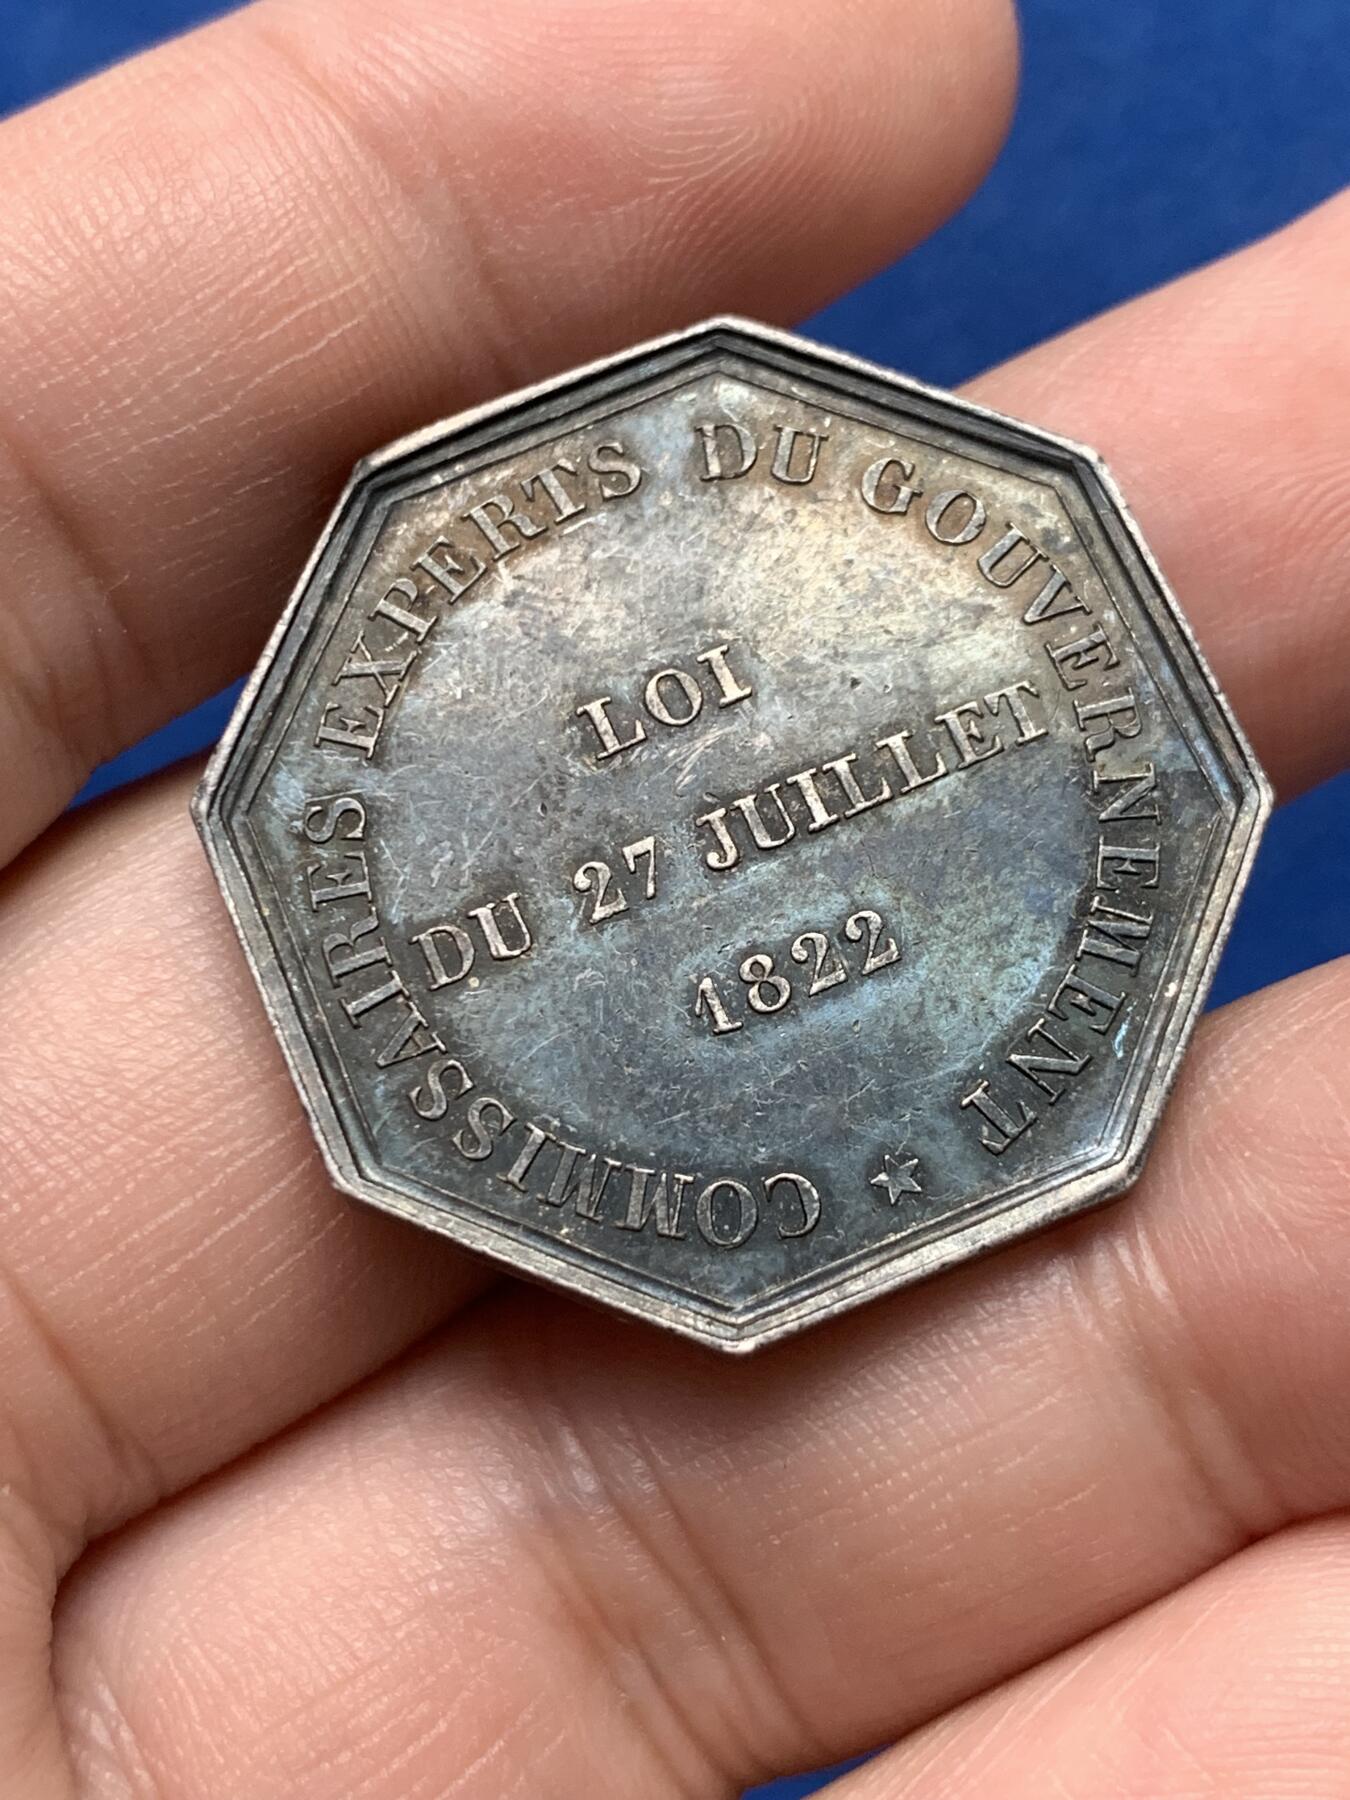 COMMISSAIRES EXPERTS DU GOUVERNEMENT
LOI
DU 27 JUILLET
1822